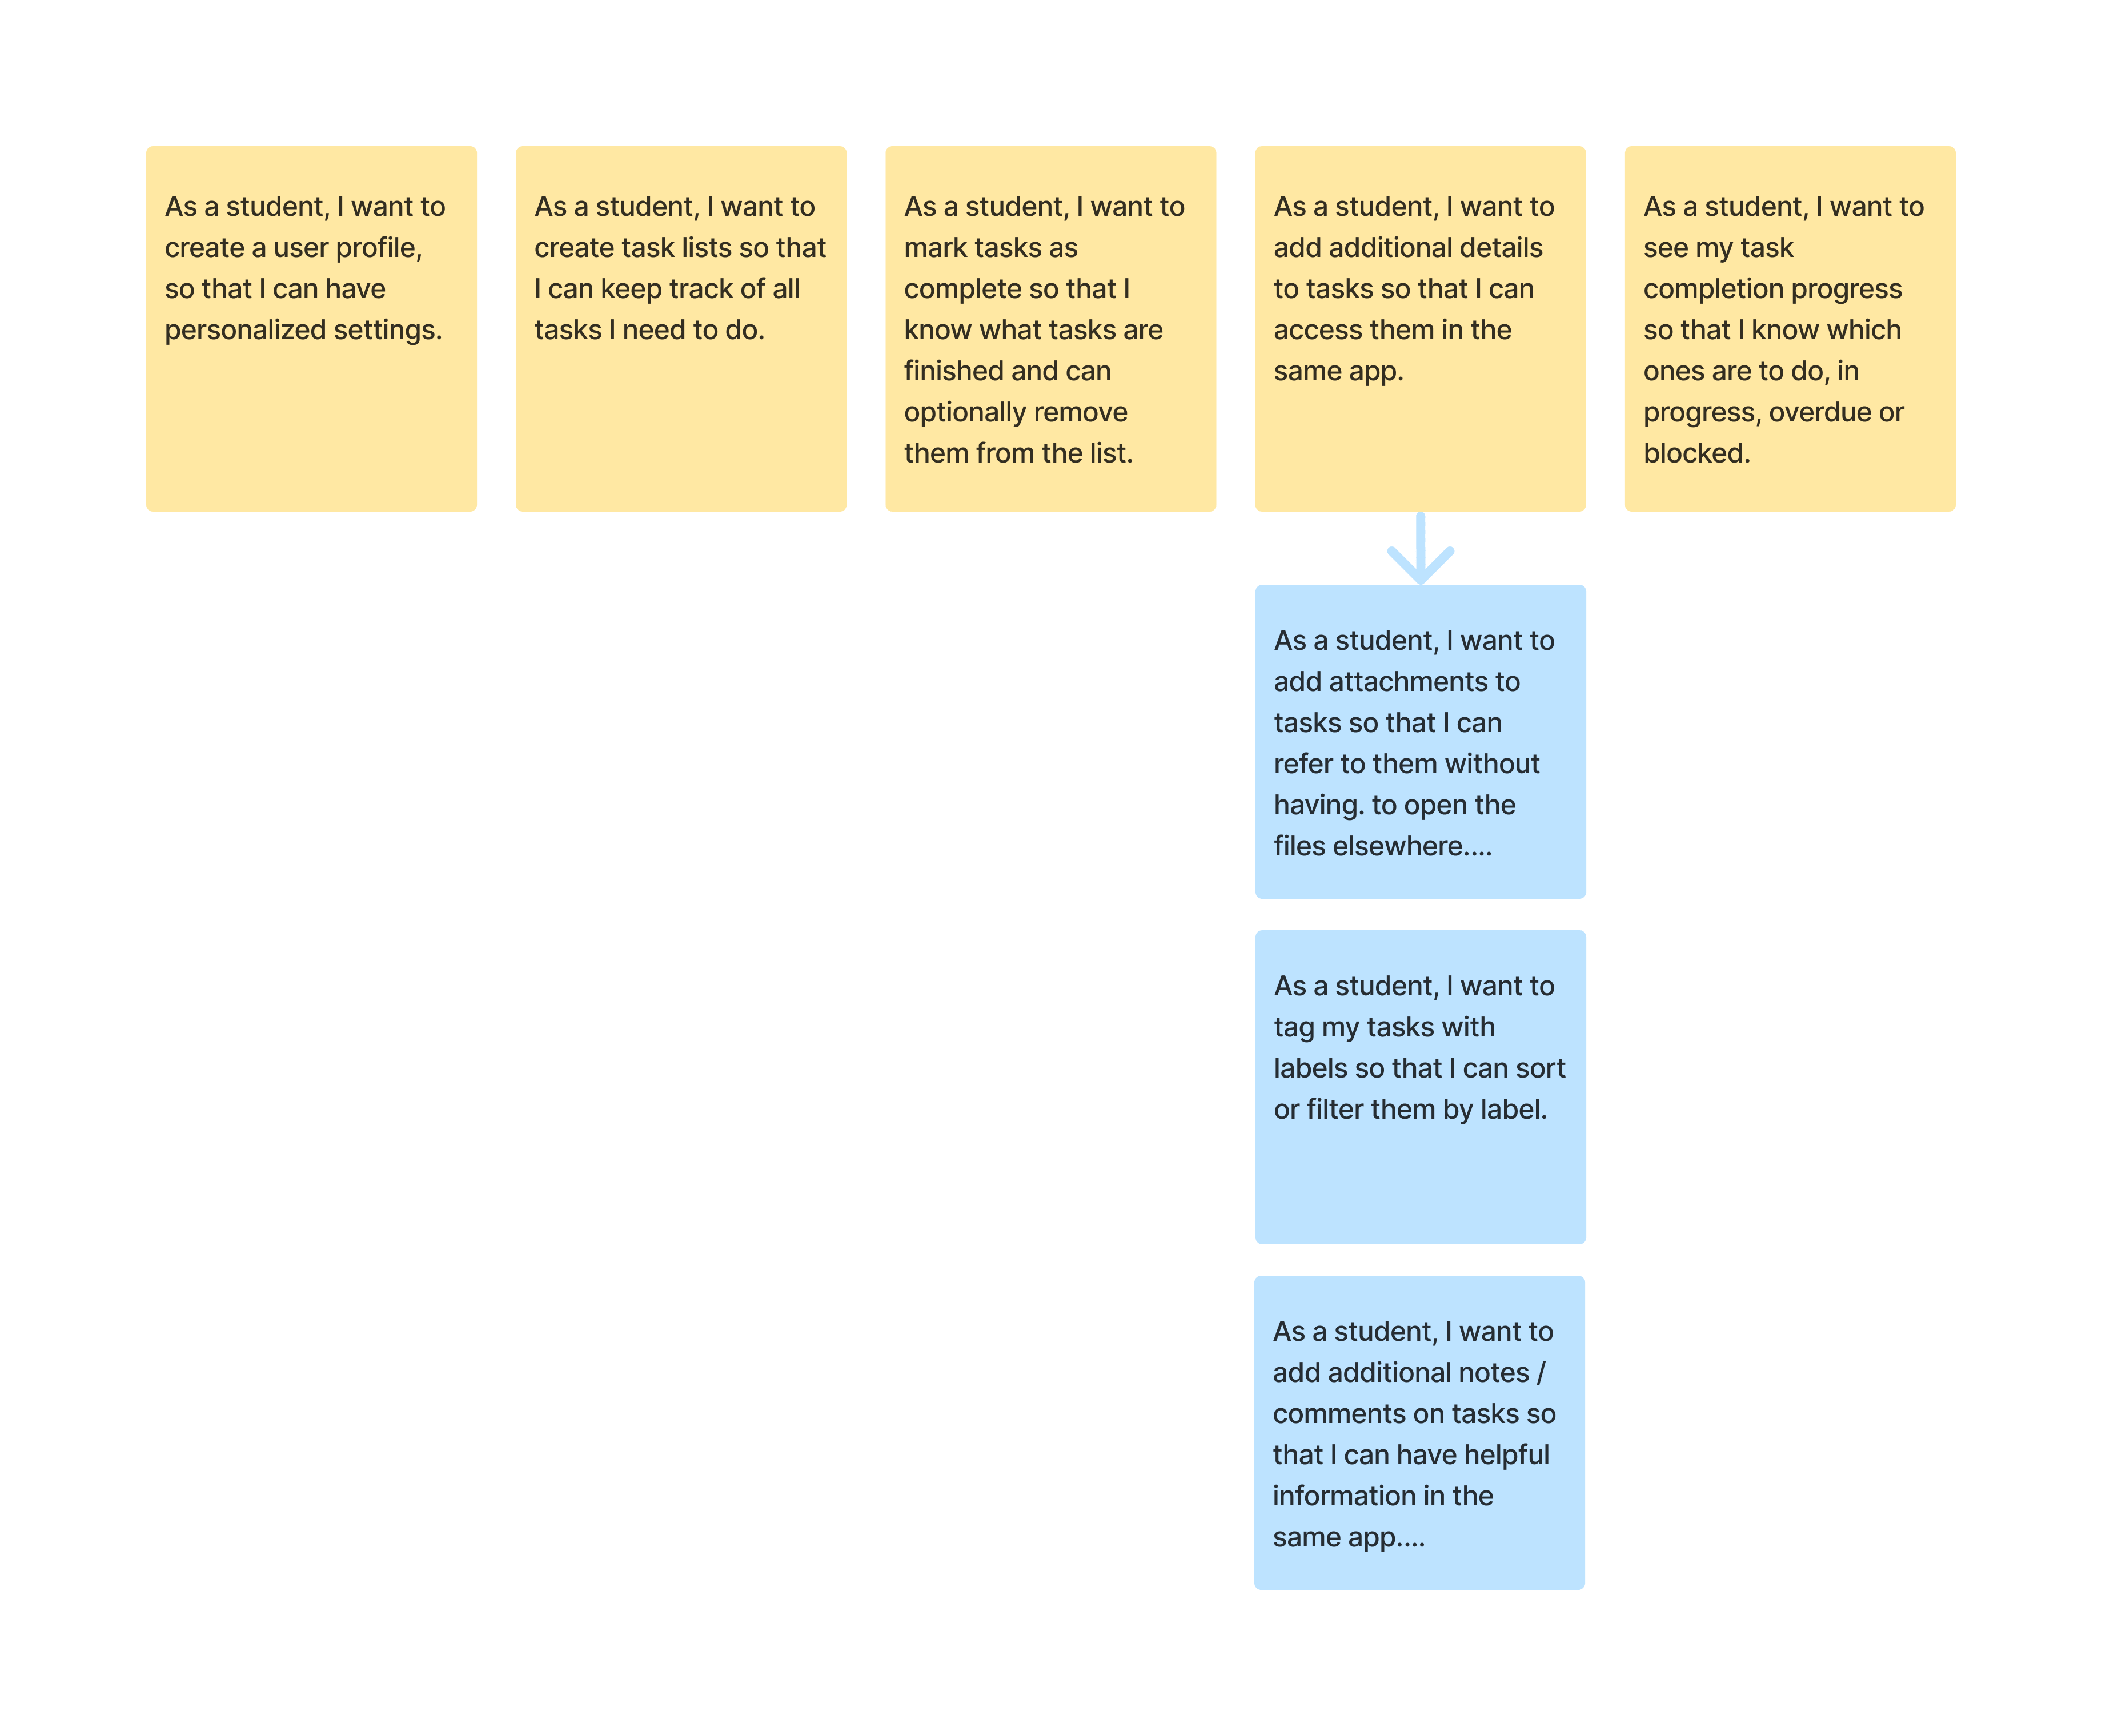 As a student, I want to
create a user profile,
so that I can have
personalized settings.
As a student, I want to
create task lists so that
I can keep track of all
tasks I need to do.
As a student, I want to
mark tasks as
complete so that I
know what tasks are
finished and can
optionally remove
them from the list.
As a student, I want to
add additional details
to tasks so that I can
access them in the
same app.
As a student, I want to
see my task
completion progress
so that I know which
ones are to do, in
progress, overdue or
blocked.
As a student, I want to
add attachments to
tasks so that I can
refer to them without
having. to open the
files elsewhere....
As a student, I want to
tag my tasks with
labels so that I can sort
or filter them by label.
As a student, I want to
add additional notes /
comments on tasks so
that I can have helpful
information in the
same app....